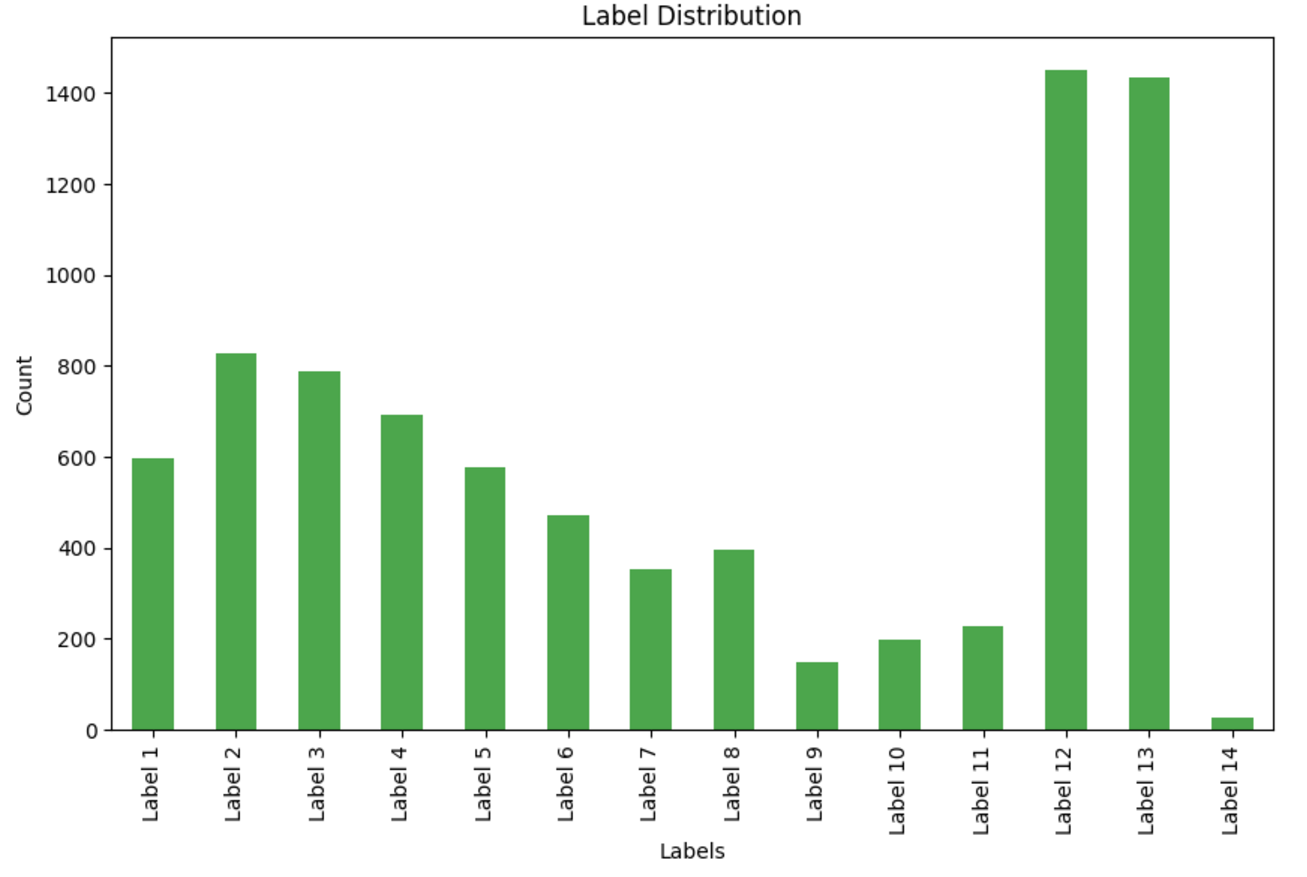 Label Distribution
1400
1200
1000
800
600
400
200
0
Count
Label 1
Label 2
Label 3
Label 4
Label 5
Label 6
Label 7
Label 8
Label 9
Label 10
Label 11
Label 12
Label 13
Label 14
Labels